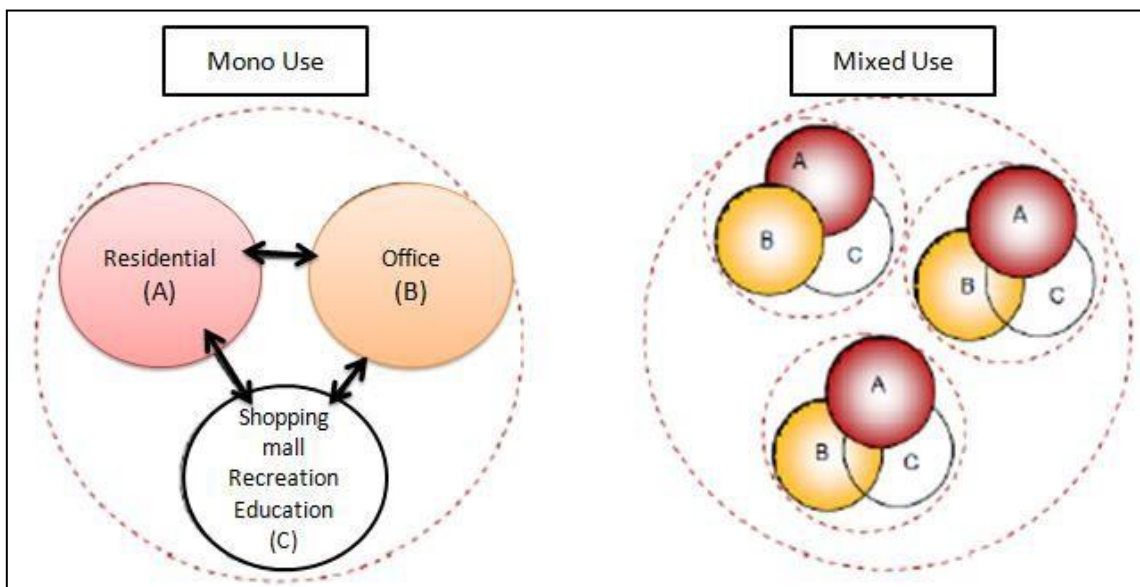 Mono Use
Mixed Use
Residential
(A)
Office
(B)
Shopping
mall
Recreation
Education
(C)
A
B
C
A
B
C
A
B
C